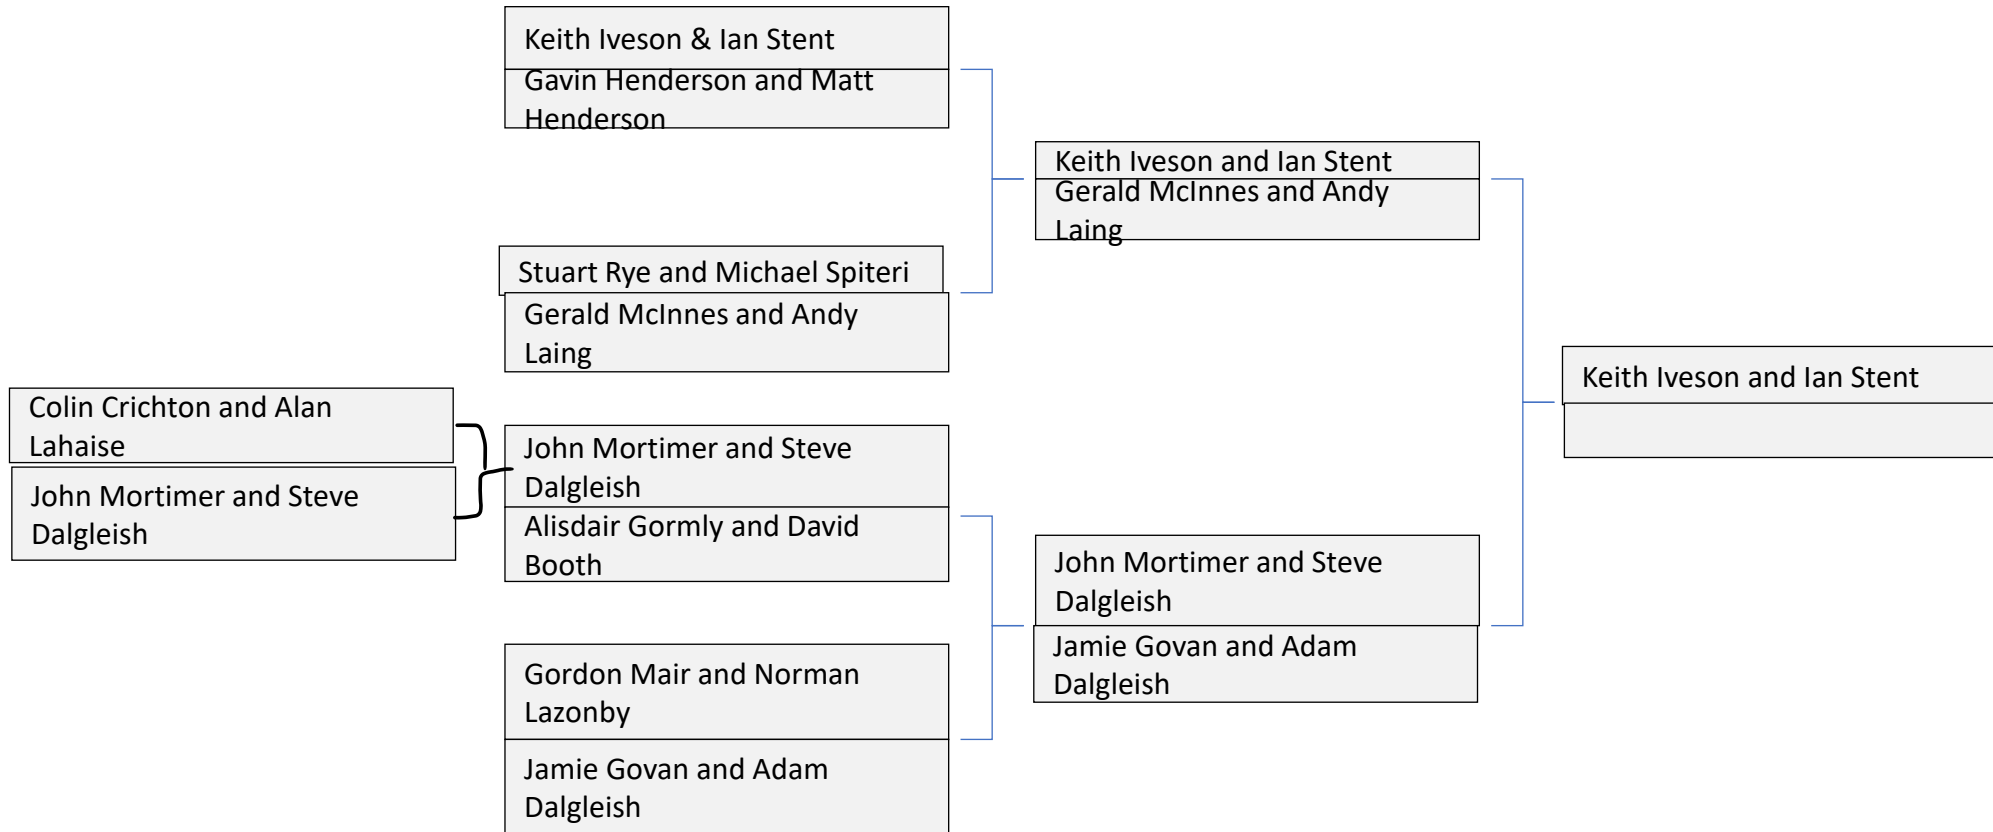 Keith Iveson & Ian Stent
Gavin Henderson and Matt
Henderson
Stuart Rye and Michael Spiteri
Gerald McInnes and Andy
Laing
Colin Crichton and Alan
Lahaise
John Mortimer and Steve
Dalgleish
John Mortimer and Steve
Dalgleish
Alisdair Gormly and David
Booth
Gordon Mair and Norman
Lazonby
Jamie Govan and Adam
Dalgleish
Keith Iveson and Ian Stent
Gerald McInnes and Andy
Laing
John Mortimer and Steve
Dalgleish
Jamie Govan and Adam
Dalgleish
Keith Iveson and Ian Stent